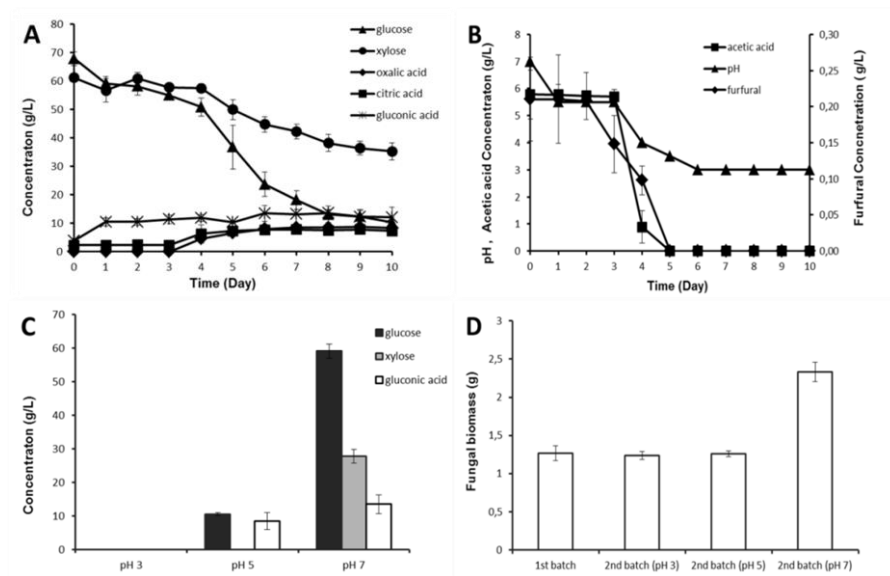 A
Concentraton (g/L)
80
70
60
50
40
30
20
10
0
glucose
xylose
oxalic acid
citric acid
gluconic acid
0 1 2 3 4 5 6 7 8 9 10
Time (Day)
B
pH , Acetic acid Concentraton (g/L)
8
7
6
5
4
3
2
1
0
acetic acid
pH
furfural
0,30
0,25
0,20
0,15
0,10
0,05
0,00
Furfural Concnetration ( g/L)
0 1 2 3 4 5 6 7 8 9 10
Time (Day)
C
Concentraton (g/L)
70
60
50
40
30
20
10
0
glucose
xylose
gluconic acid
pH 3 pH 5 pH 7
D
Fungal biomass (g)
3
2,5
2
1,5
1
0,5
0
1st batch 2nd batch (pH 3) 2nd batch (pH 5) 2nd batch (pH 7)